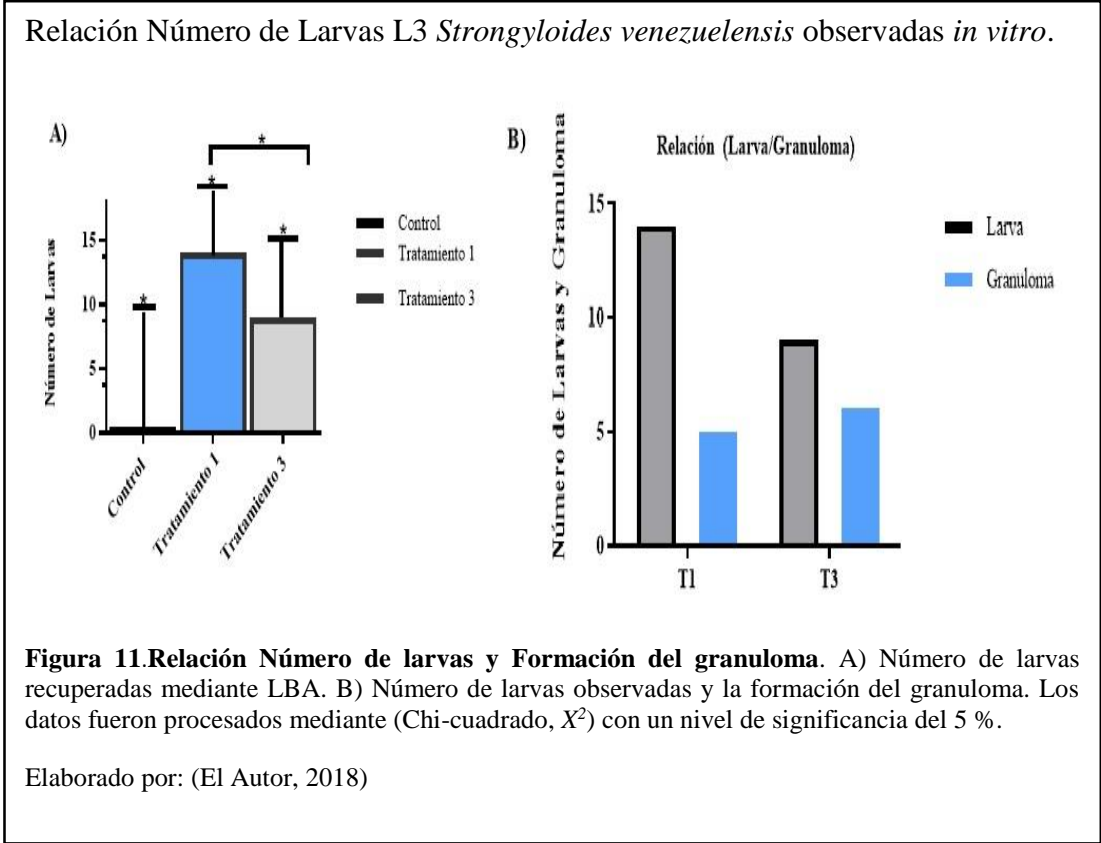 Relación Número de Larvas L3 Strongyloides venezuelensis observadas in vitro.
A)
*
*
*
*
Número de Larvas
15
10
5
0
Control
Tratamiento 1
Tratamiento 3
Control
Tratamiento 1
Tratamiento 3
B)
Relación (Larva/Granuloma)
Número de Larvas y Granuloma
15
10
5
0
T1
T3
Larva
Granuloma
Figura 11.Relación Número de larvas y Formación del granuloma. A) Número de larvas
recuperadas mediante LBA. B) Número de larvas observadas y la formación del granuloma. Los
datos fueron procesados mediante (Chi-cuadrado, X²) con un nivel de significancia del 5 %.
Elaborado por: (El Autor, 2018)